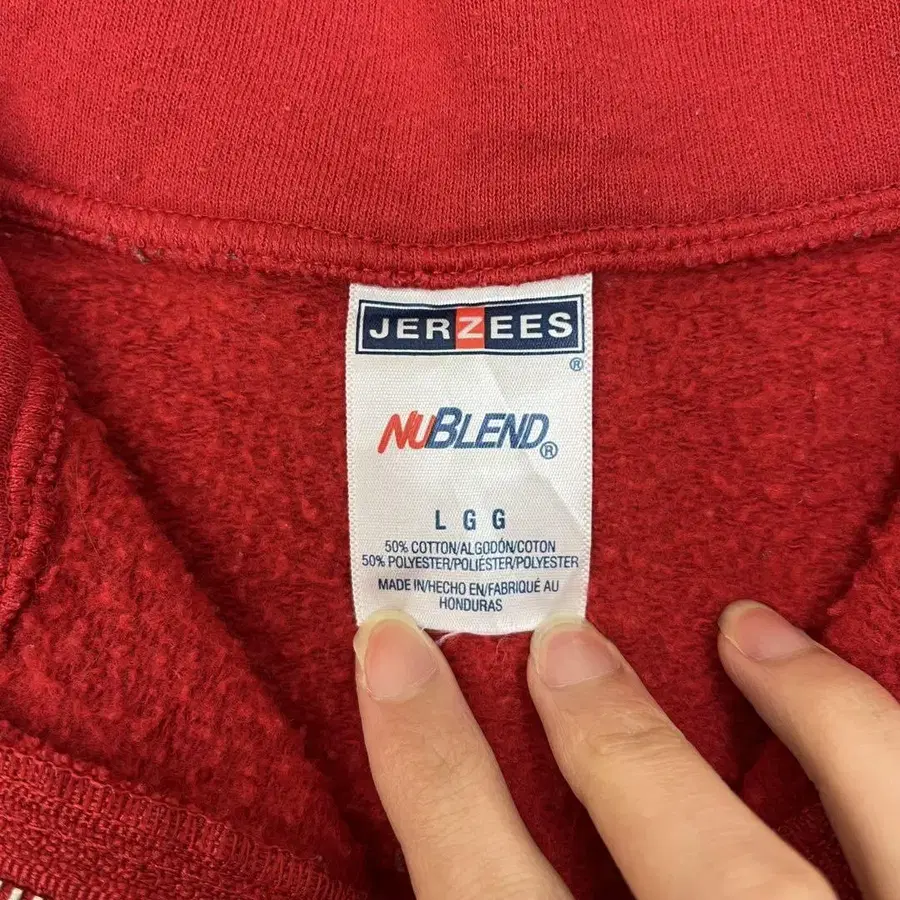 JERZEES
®
NUBLEND®
L G G
50% COTTON/ALGODÓN/COTON
50% POLYESTER/POLIÉSTER/POLYESTER
MADE IN/HECHO EN/FABRIQUÉ AU
HONDURAS